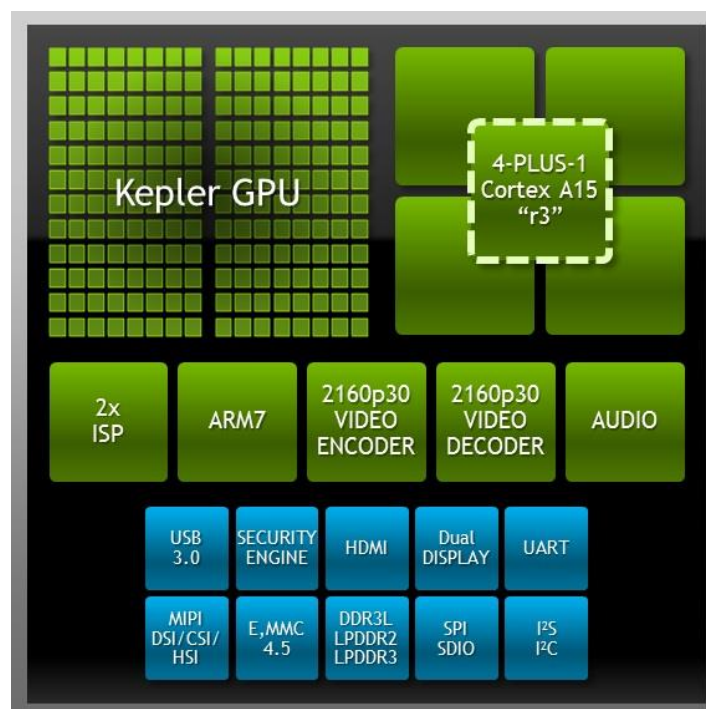 Kepler GPU
4-PLUS-1
Cortex A15
“r3”
2x
ISP
ARM7
2160p30
VIDEO
ENCODER
2160p30
VIDEO
DECODER
AUDIO
USB
3.0
SECURITY
ENGINE
HDMI
Dual
DISPLAY
UART
MIPI
DSI/CSI/
HSI
E,MMC
4.5
DDR3L
LPDDR2
LPDDR3
SPI
SDIO
I²S
I²C